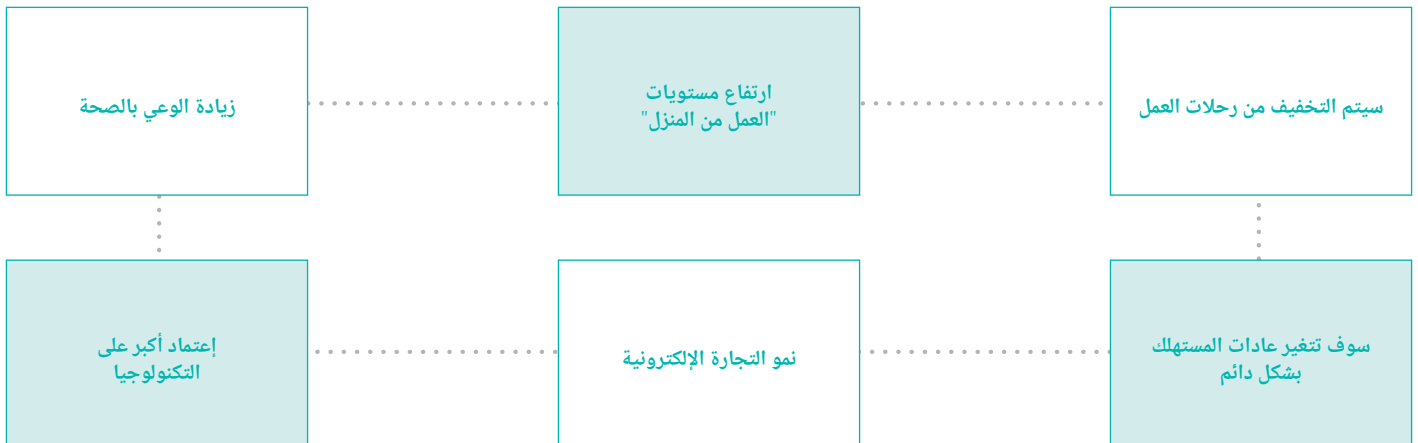 سيتم التخفيف من رحلات العمل
ارتفاع مستويات
"العمل من المنزل"
زيادة الوعي بالصحة
سوف تتغير عادات المستهلك
بشكل دائم
نمو التجارة الإلكترونية
إعتماد أكبر على
التكنولوجيا